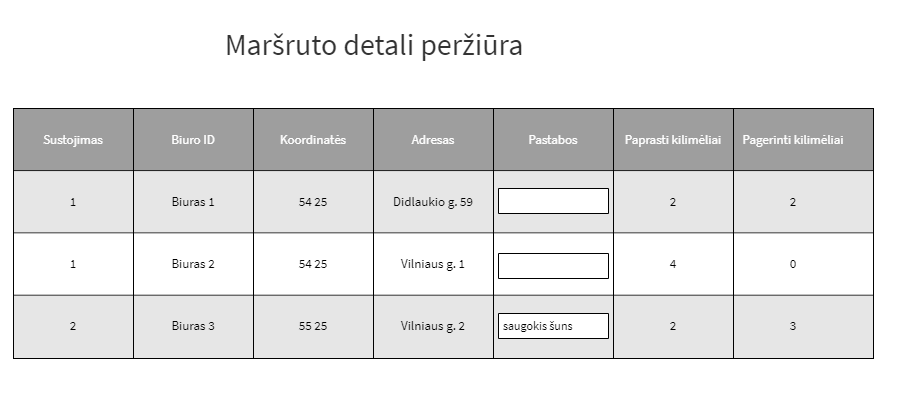 Maršruto detali peržiūra
Sustojimas Biuro ID Koordinatės Adresas Pastabos Paprasti kilimėliai Pagerinti kilimėliai
1 Biuras 1 54 25 Didlaukio g. 59 2 2
1 Biuras 2 54 25 Vilniaus g. 1 4 0
2 Biuras 3 55 25 Vilniaus g. 2 saugokis šuns 2 3